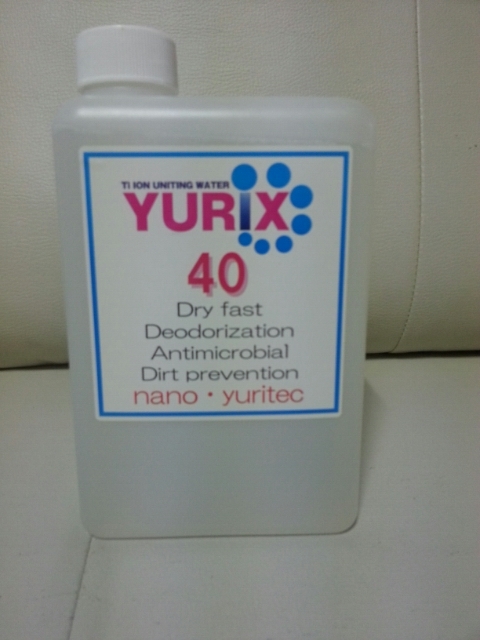 TI ION UNITING WATER
YURiX
40
Dry fast
Deodorization
Antimicrobial
Dirt prevention
nano・yuritec